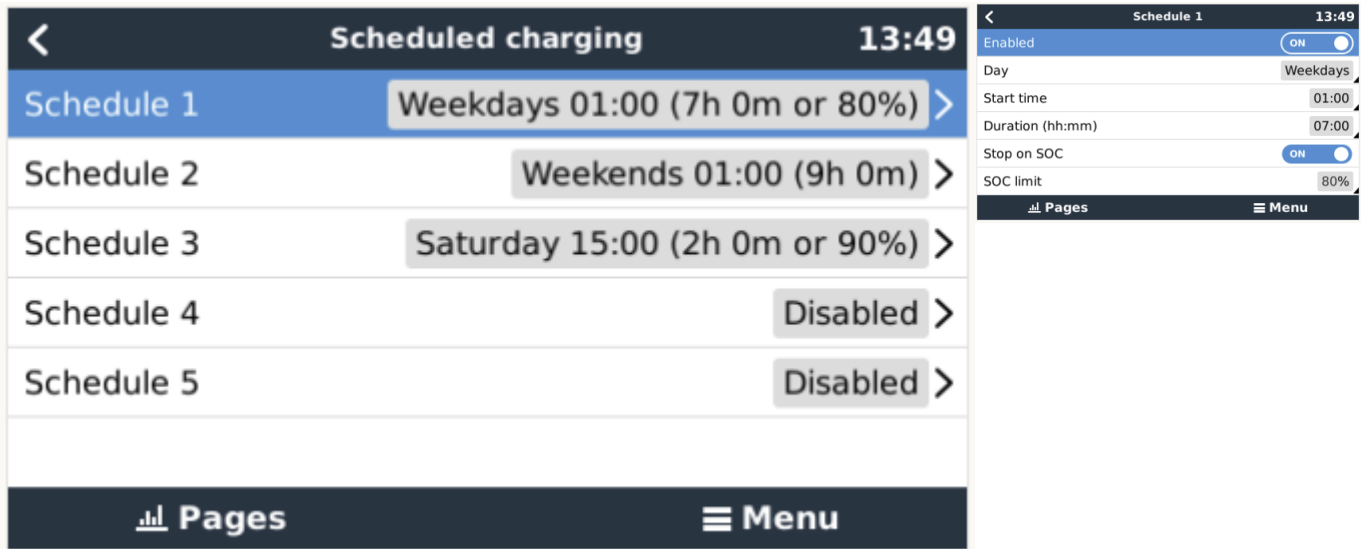 Scheduled charging 13:49
Schedule 1 Weekdays 01:00 (7h 0m or 80%)
Schedule 2 Weekends 01:00 (9h 0m)
Schedule 3 Saturday 15:00 (2h 0m or 90%)
Schedule 4 Disabled
Schedule 5 Disabled
Pages Menu
Schedule 1 13:49
Enabled ON
Day Weekdays
Start time 01:00
Duration (hh:mm) 07:00
Stop on SOC ON
SOC limit 80%
Pages Menu